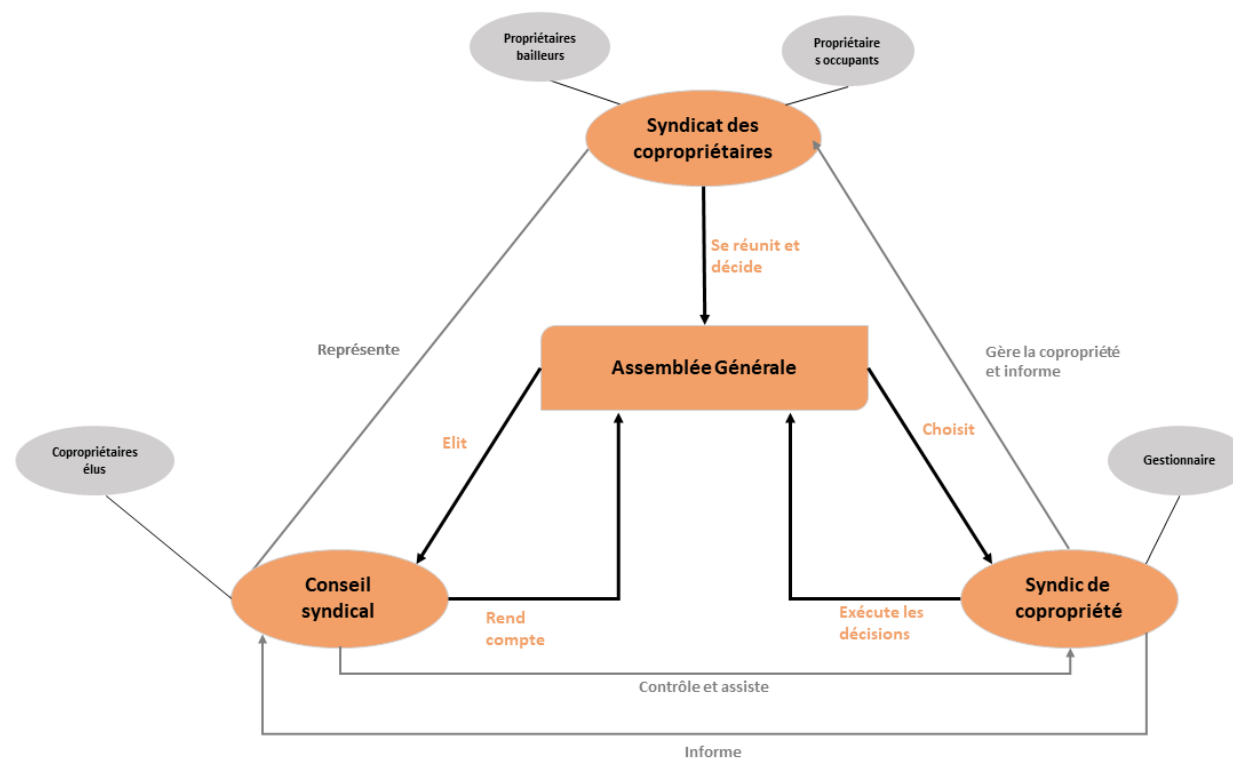 Propriétaires
bailleurs
Propriétaire
s occupants
Syndicat des
copropriétaires
Se réunit et
décide
Représente
Gère la copropriété
et informe
Assemblée Générale
Elit
Choisit
Copropriétaires
élus
Gestionnaire
Conseil
syndical
Syndic de
copropriété
Rend
compte
Exécute les
décisions
Contrôle et assiste
Informe